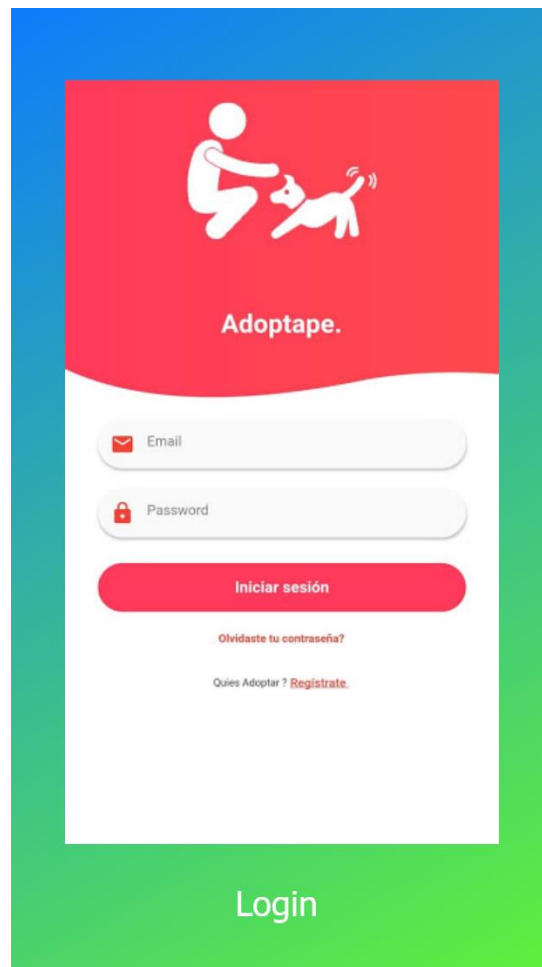 Adoptape.
Email
Password
Iniciar sesión
Olvidaste tu contraseña?
Quies Adoptar ? Regístrate.
Login